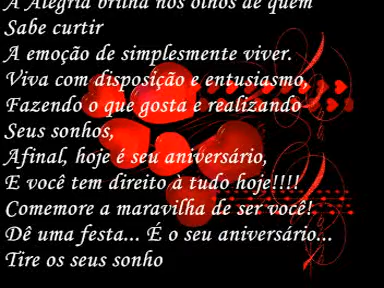 A Alegria brilha nos olhos de quem
Sabe curtir
A emoção de simplesmente viver.
Viva com disposição e entusiasmo,
Fazendo o que gosta e realizando
Seus sonhos,
Afinal, hoje é seu aniversário,
E você tem direito à tudo hoje!!!!
Comemore a maravilha de ser você!
Dê uma festa... É o seu aniversário...
Tire os seus sonho